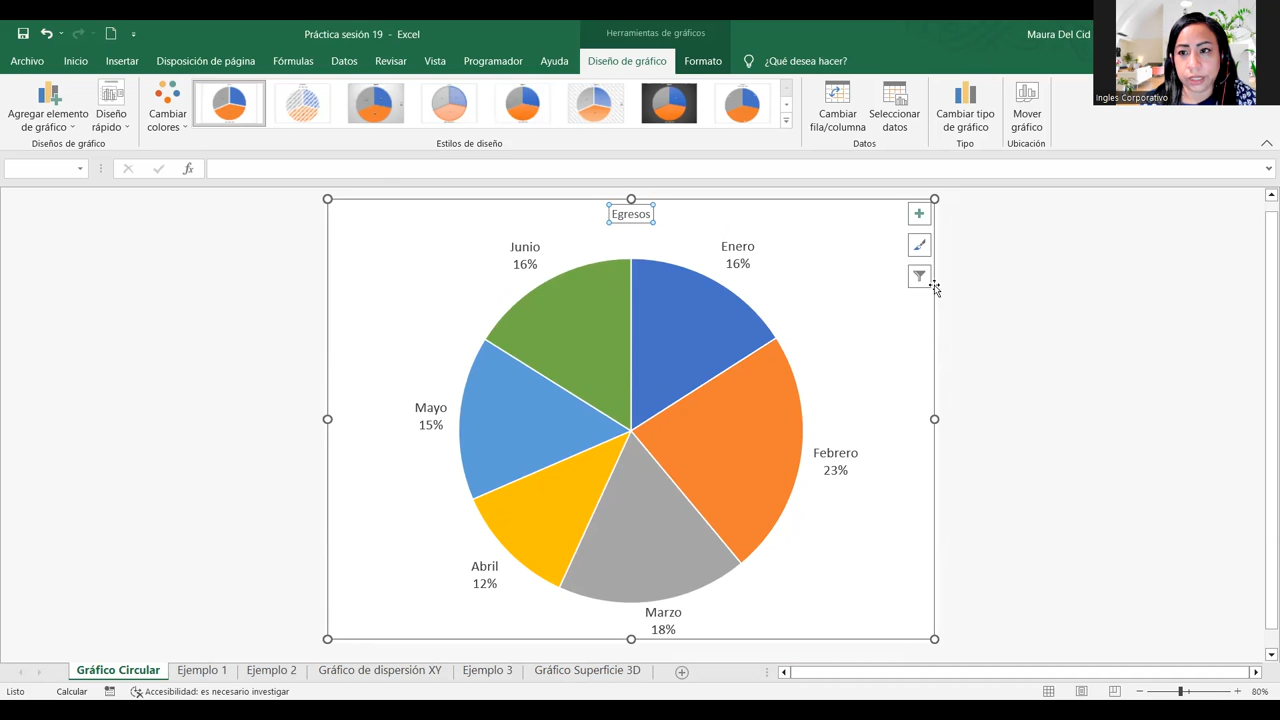 Práctica sesión 19 - Excel
Herramientas de gráficos
Maura Del Cid
Archivo Inicio Insertar Disposición de página Fórmulas Datos Revisar Vista Programador Ayuda Diseño de gráfico Formato ¿Qué desea hacer?
Ingles Corporativo
Agregar elemento de gráfico
Diseño rápido
Cambiar colores
Cambiar fila/columna
Seleccionar datos
Cambiar tipo de gráfico
Mover gráfico
Diseños de gráfico Estilos de diseño Datos Tipo Ubicación
fx
Egresos
Junio
16%
Enero
16%
Mayo
15%
Febrero
23%
Abril
12%
Marzo
18%
Gráfico Circular Ejemplo 1 Ejemplo 2 Gráfico de dispersión XY Ejemplo 3 Gráfico Superficie 3D
Listo Calcular Accesibilidad: es necesario investigar 80%